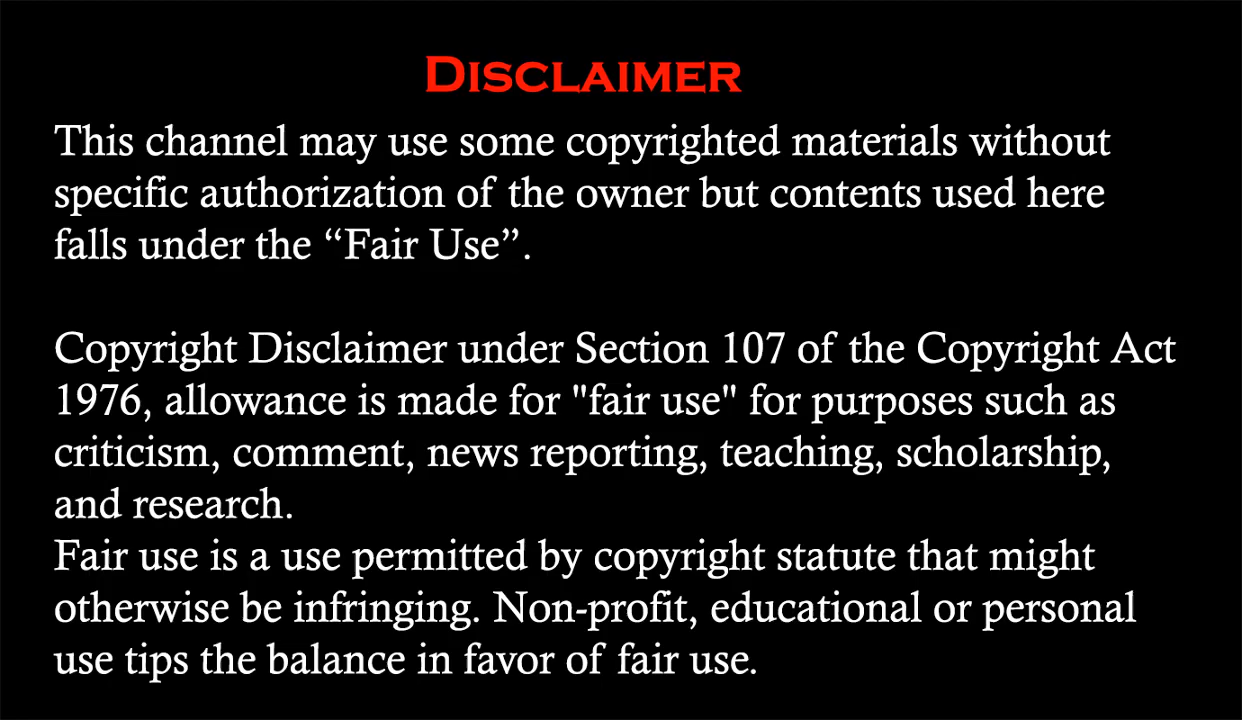 DISCLAIMER
This channel may use some copyrighted materials without
specific authorization of the owner but contents used here
falls under the “Fair Use”.
Copyright Disclaimer under Section 107 of the Copyright Act
1976, allowance is made for "fair use" for purposes such as
criticism, comment, news reporting, teaching, scholarship,
and research.
Fair use is a use permitted by copyright statute that might
otherwise be infringing. Non-profit, educational or personal
use tips the balance in favor of fair use.